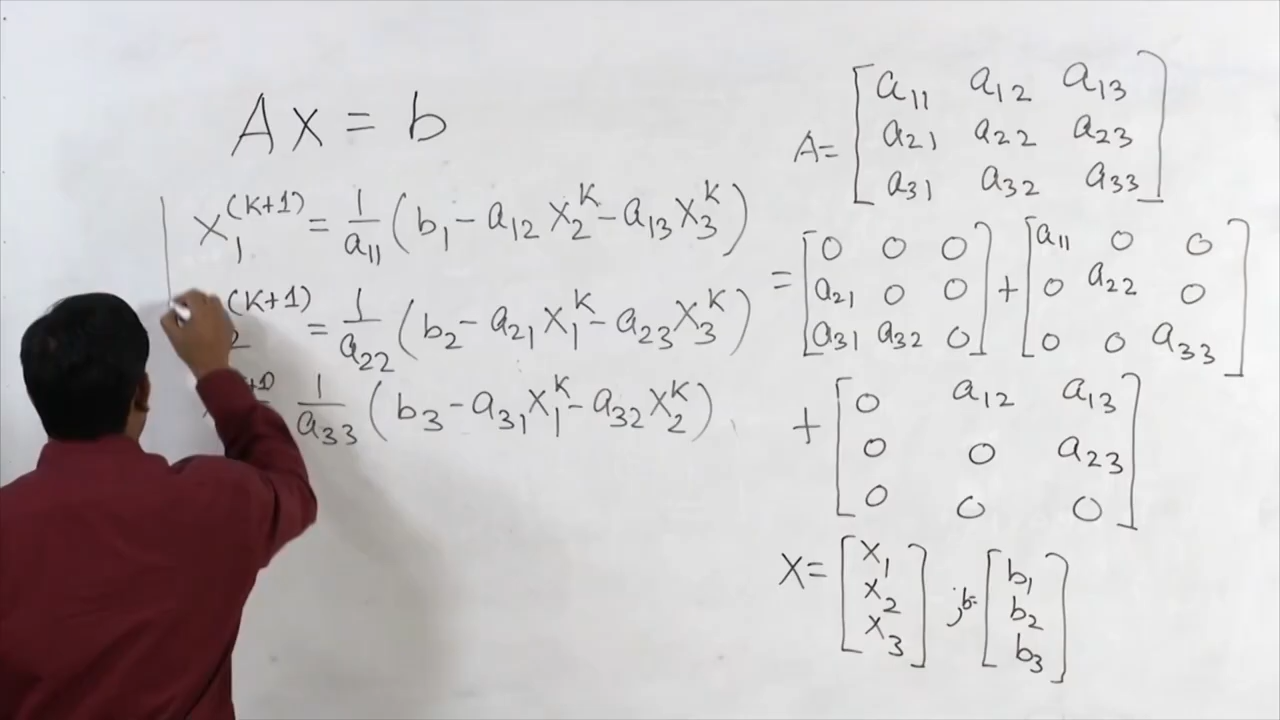 AX = b
X₁^(K+1) = 1/a₁₁ (b₁ - a₁₂ X₂^K - a₁₃ X₃^K)
₂^(K+1) = 1/a₂₂ (b₂ - a₂₁ X₁^K - a₂₃ X₃^K)
1/a₃₃ (b₃ - a₃₁ X₁^K - a₃₂ X₂^K)
A = [a₁₁ a₁₂ a₁₃
a₂₁ a₂₂ a₂₃
a₃₁ a₃₂ a₃₃]
= [0 0 0 ] + [a₁₁ 0 0
a₂₁ 0 0 0 a₂₂ 0
a₃₁ a₃₂ 0 0 0 a₃₃]
+ [0 a₁₂ a₁₃
0 0 a₂₃
0 0 0]
X = [x₁ ; b = [b₁
x₂ b₂
x₃] b₃]